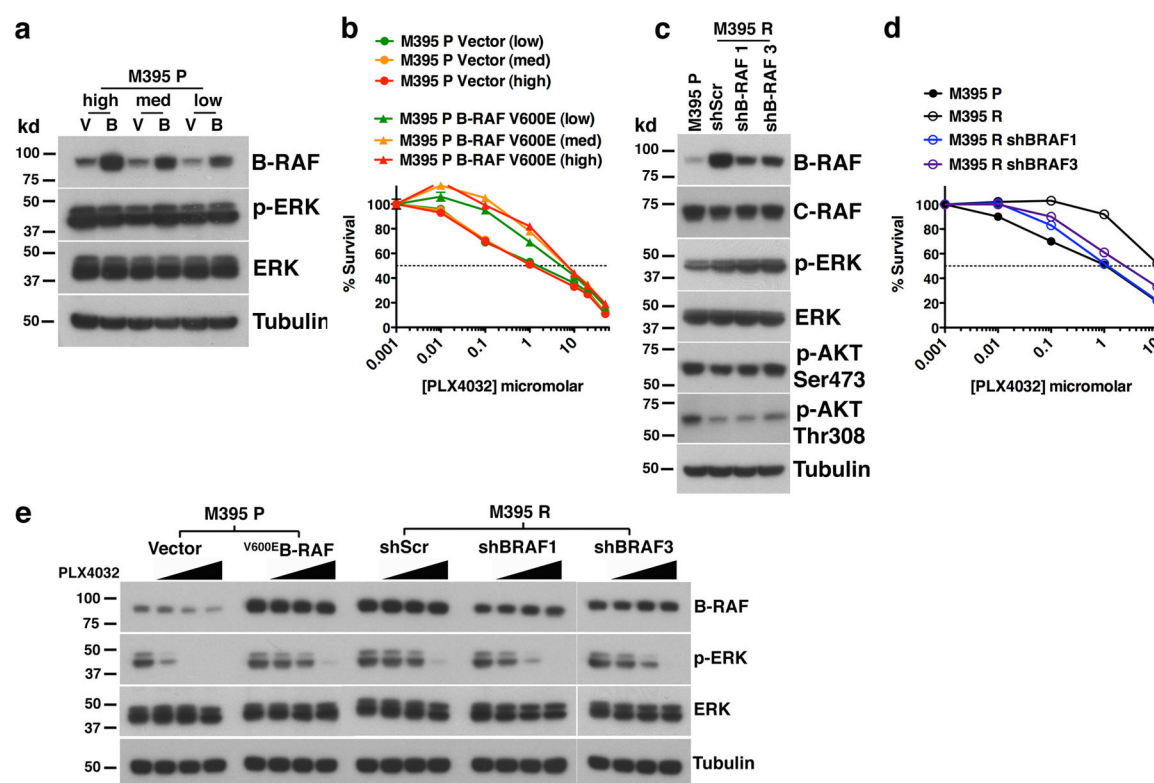 a
M395 P
high med low
kd V B V B V B
100
75
B-RAF
50
37
p-ERK
50
37
ERK
50
Tubulin
b
M395 P Vector (low)
M395 P Vector (med)
M395 P Vector (high)
M395 P B-RAF V600E (low)
M395 P B-RAF V600E (med)
M395 P B-RAF V600E (high)
% Survival
100
80
60
40
20
0
0.001 0.01 0.1 1 10
[PLX4032] micromolar
c
M395 R
M395 P shScr shB-RAF 1 shB-RAF 3
kd
100
75
B-RAF
75
C-RAF
50
37
p-ERK
50
37
ERK
75
50
p-AKT
Ser473
75
50
p-AKT
Thr308
50
Tubulin
d
M395 P
M395 R
M395 R shBRAF1
M395 R shBRAF3
% Survival
100
80
60
40
20
0
0.001 0.01 0.1 1 10
[PLX4032] micromolar
e
M395 P M395 R
Vector V600EB-RAF shScr shBRAF1 shBRAF3
PLX4032
100
75
B-RAF
50
37
p-ERK
50
37
ERK
50
Tubulin